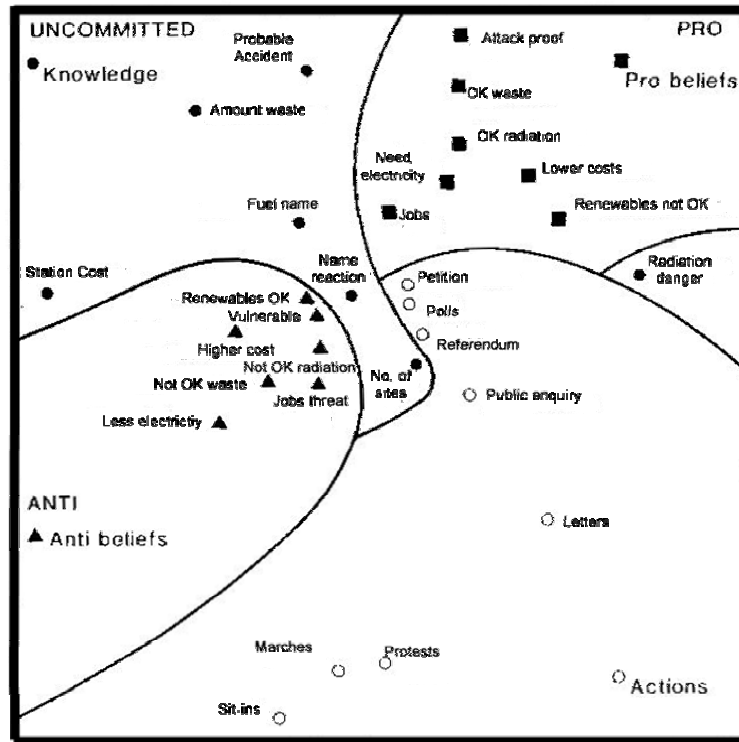 UNCOMMITTED
Probable
Accident
Attack proof
PRO
Knowledge
Pro beliefs
Amount waste
OK waste
OK radiation
Need
electricity
Lower costs
Fuel name
Jobs
Renewables not OK
Station Cost
Name
reaction
Petition
Radiation
danger
Renewables OK
Vulnerable
Polls
Higher cost
Referendum
Not OK radiation
Not OK waste
Jobs threat
No. of
sites
Public enquiry
Less electrictiy
ANTI
Anti beliefs
Letters
Marches
Protests
Actions
Sit-ins